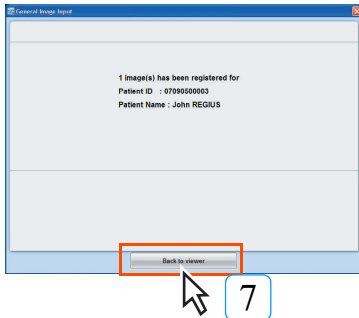 General Image Input
1 image(s) has been registered for
Patient ID : 07090500003
Patient Name : John REGIUS
Back to viewer
7